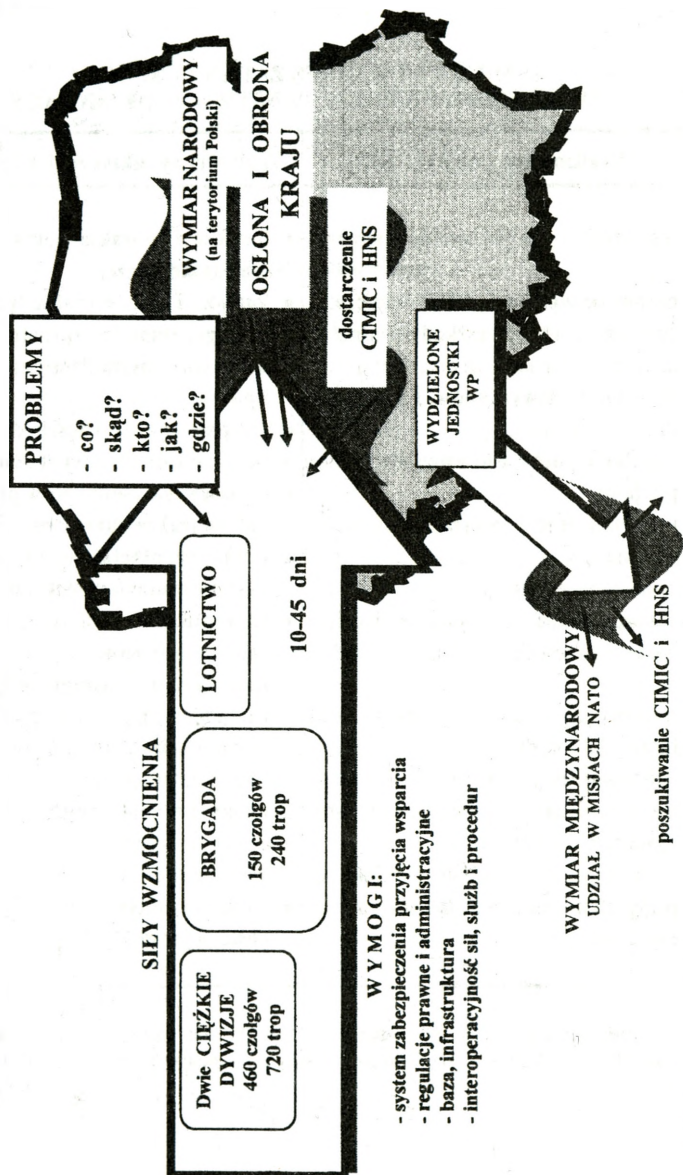 SIŁY WZMOCNIENIA
Dwie CIĘŻKIE
DYWIZJE
460 czołgów
720 trop
BRYGADA
150 czołgów
240 trop
LOTNICTWO
10-45 dni
PROBLEMY
- co?
- skąd?
- kto?
- jak?
- gdzie?
WYMIAR NARODOWY
(na terytorium Polski)
OSŁONA I OBRONA
KRAJU
dostarczenie
CIMIC i HNS
WYDZIELONE
JEDNOSTKI
WP
W Y M O G I :
- system zabezpieczenia przyjęcia wsparcia
- regulacje prawne i administracyjne
- baza, infrastruktura
- interoperacyjność sił, służb i procedur
WYMIAR MIĘDZYNARODOWY
UDZIAŁ W MISJACH NATO
poszukiwanie CIMIC i HNS